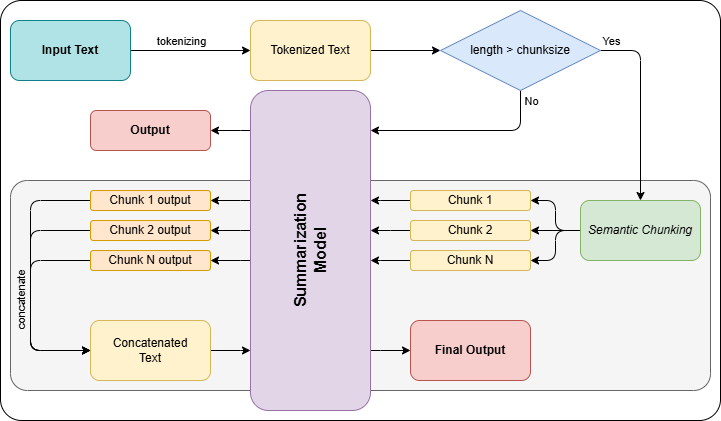 Input Text
tokenizing
Tokenized Text
length > chunksize
Yes
No
Output
Summarization
Model
Chunk 1 output
Chunk 1
Semantic Chunking
Chunk 2 output
Chunk 2
Chunk N output
Chunk N
concatenate
Concatenated
Text
Final Output